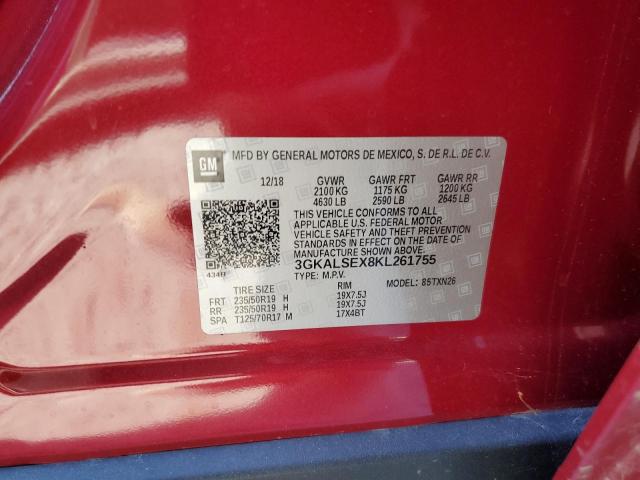 GM MFD BY GENERAL MOTORS DE MEXICO, S. DE R.L. DE C.V.
12/18 GVWR GAWR FRT GAWR RR
2100 KG 1175 KG 1200 KG
4630 LB 2590 LB 2645 LB
THIS VEHICLE CONFORMS TO ALL
APPLICABLE U.S. FEDERAL MOTOR
VEHICLE SAFETY AND THEFT PREVENTION
STANDARDS IN EFFECT ON THE DATE OF
MANUFACTURE SHOWN ABOVE.
3GKALSEX8KL261755
TYPE: M.P.V. MODEL: 85TXN26
TIRE SIZE RIM
FRT 235/50R19 H 19X7.5J
RR 235/50R19 H 19X7.5J
SPA T125/70R17 M 17X4BT